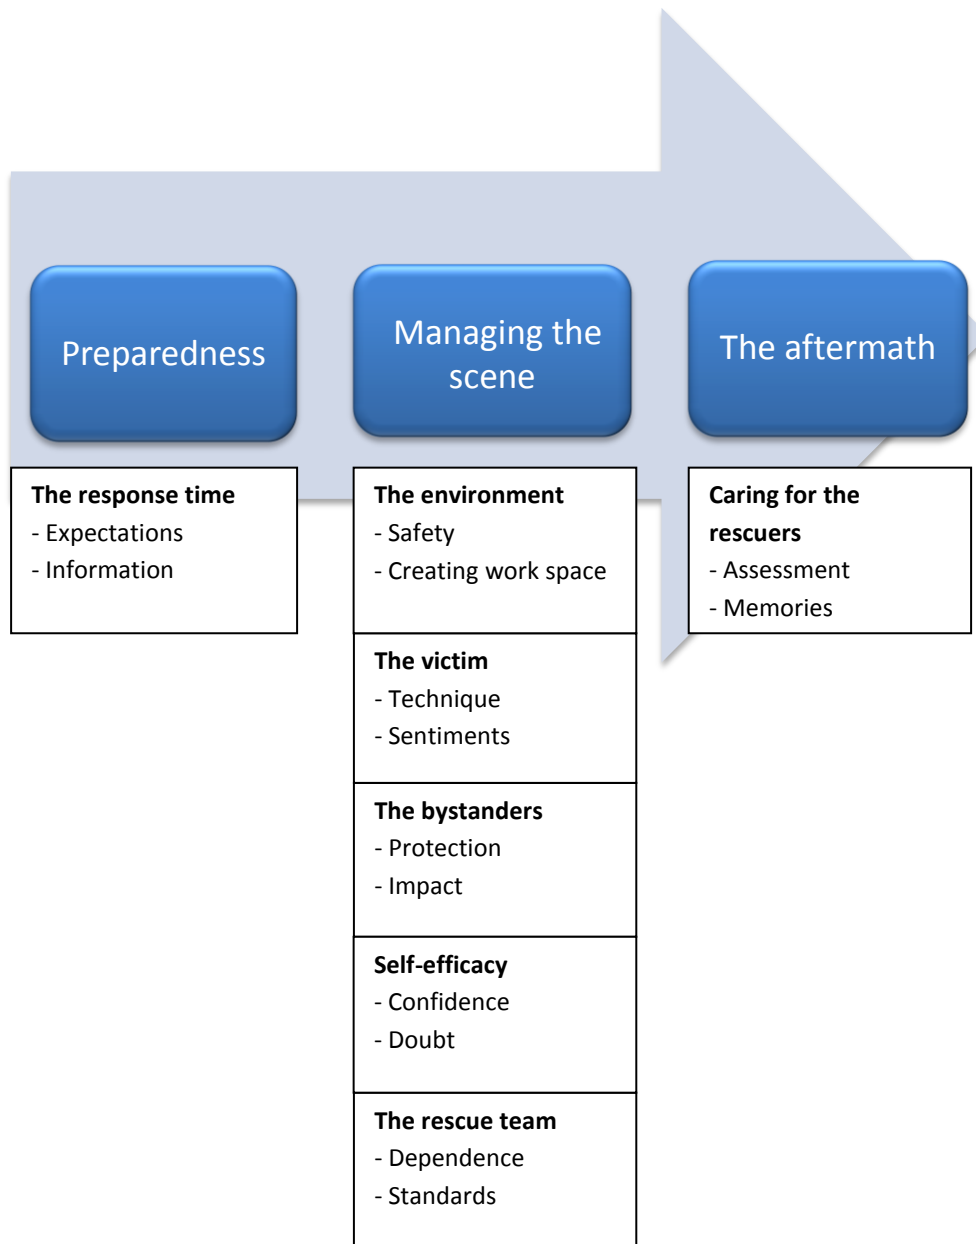 Preparedness
Managing the
scene
The aftermath
The response time
- Expectations
- Information
The environment
- Safety
- Creating work space
The victim
- Technique
- Sentiments
The bystanders
- Protection
- Impact
Self-efficacy
- Confidence
- Doubt
The rescue team
- Dependence
- Standards
Caring for the
rescuers
- Assessment
- Memories